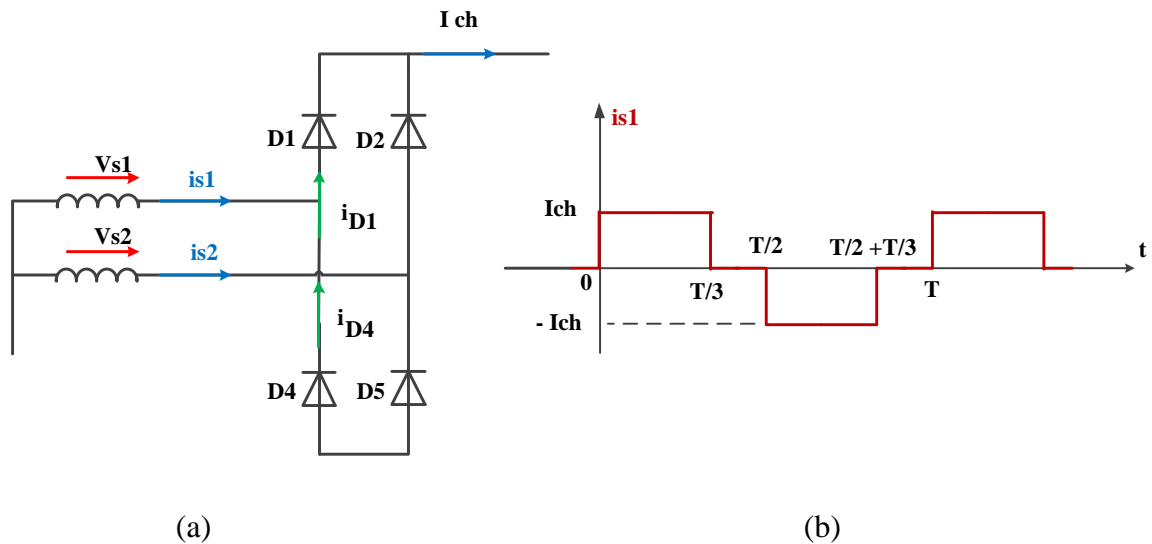 I ch
D1
D2
Vs1
is1
iD1
Vs2
is2
iD4
D4
D5
(a)
is1
Ich
T/2
T/2 +T/3
t
0
T/3
T
- Ich
(b)